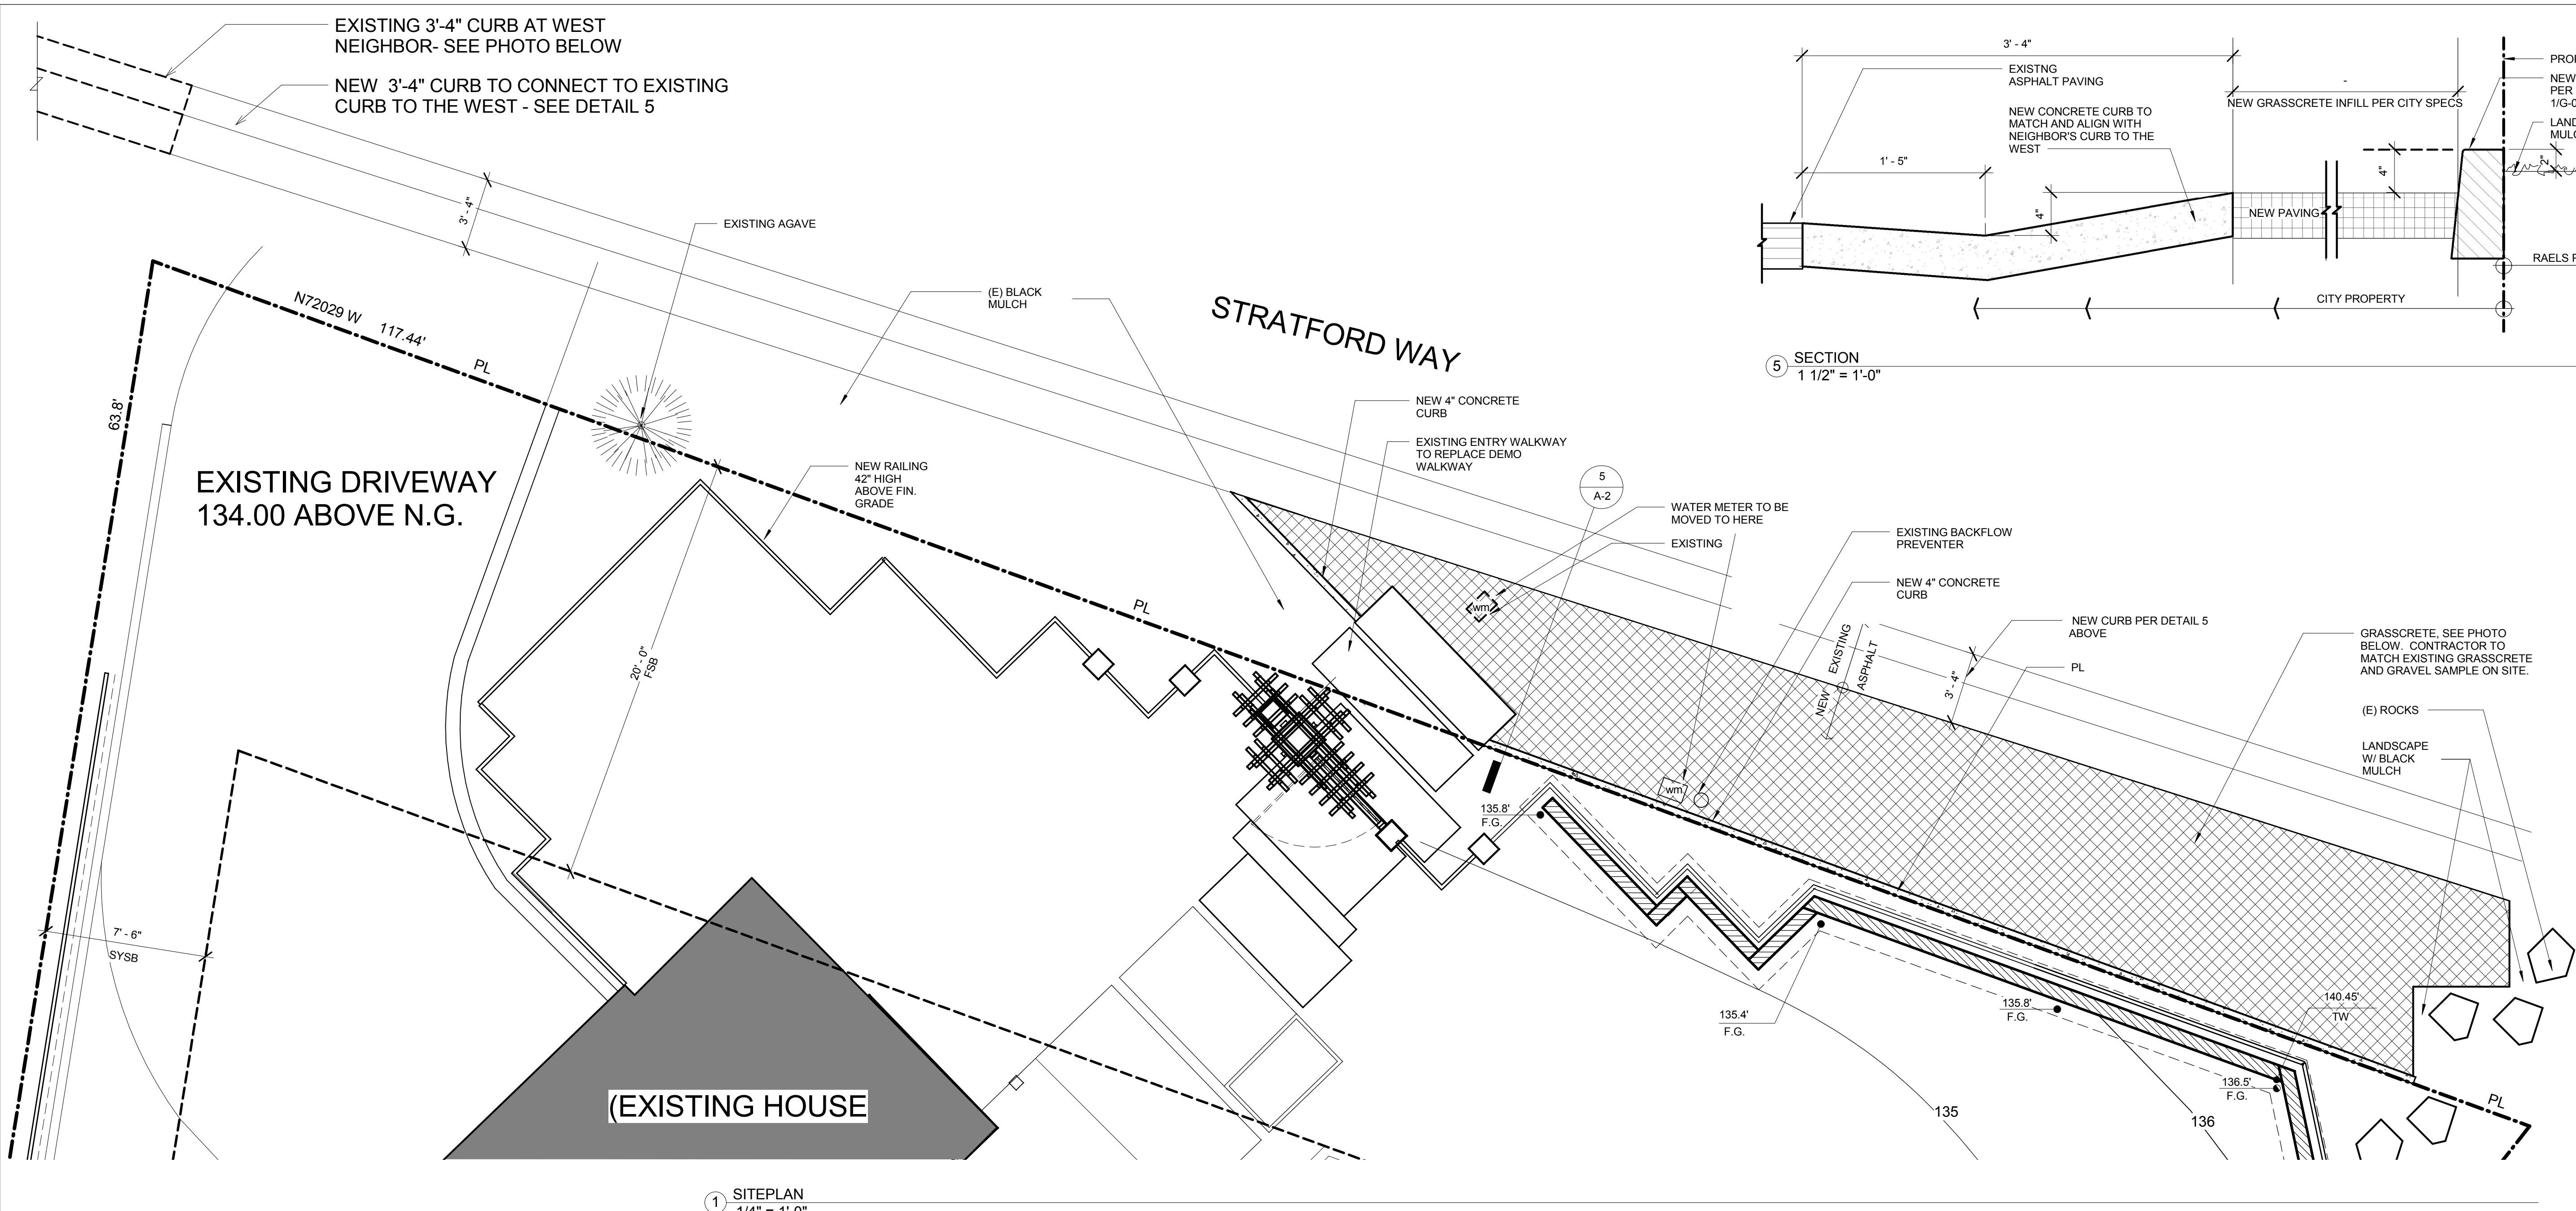 EXISTING 3'-4" CURB AT WEST
NEIGHBOR- SEE PHOTO BELOW
NEW 3'-4" CURB TO CONNECT TO EXISTING
CURB TO THE WEST - SEE DETAIL 5
3' - 4"
EXISTING AGAVE
(E) BLACK
MULCH
STRATFORD WAY
N72029 W 117.44'
PL
63.8'
EXISTING DRIVEWAY
134.00 ABOVE N.G.
NEW RAILING
42" HIGH
ABOVE FIN.
GRADE
20' - 0"
FSB
PL
7' - 6"
SYSB
(EXISTING HOUSE
NEW 4" CONCRETE
CURB
EXISTING ENTRY WALKWAY
TO REPLACE DEMO
WALKWAY
5
A-2
WATER METER TO BE
MOVED TO HERE
EXISTING
wm
EXISTING BACKFLOW
PREVENTER
NEW 4" CONCRETE
CURB
wm
NEW
EXISTING
ASPHALT
3' - 4"
NEW CURB PER DETAIL 5
ABOVE
PL
GRASSCRETE, SEE PHOTO
BELOW. CONTRACTOR TO
MATCH EXISTING GRASSCRETE
AND GRAVEL SAMPLE ON SITE.
(E) ROCKS
LANDSCAPE
W/ BLACK
MULCH
135.8'
F.G.
135.4'
F.G.
135.8'
F.G.
140.45'
TW
136.5'
F.G.
135
136
PL
1
SITEPLAN
1/4" = 1'-0"
3' - 4"
EXISTNG
ASPHALT PAVING
NEW CONCRETE CURB TO
MATCH AND ALIGN WITH
NEIGHBOR'S CURB TO THE
WEST
1' - 5"
4"
-
NEW GRASSCRETE INFILL PER CITY SPECS
NEW PAVING
4"
2"
NEW
PER
RAELS
CITY PROPERTY
5
SECTION
1 1/2" = 1'-0"